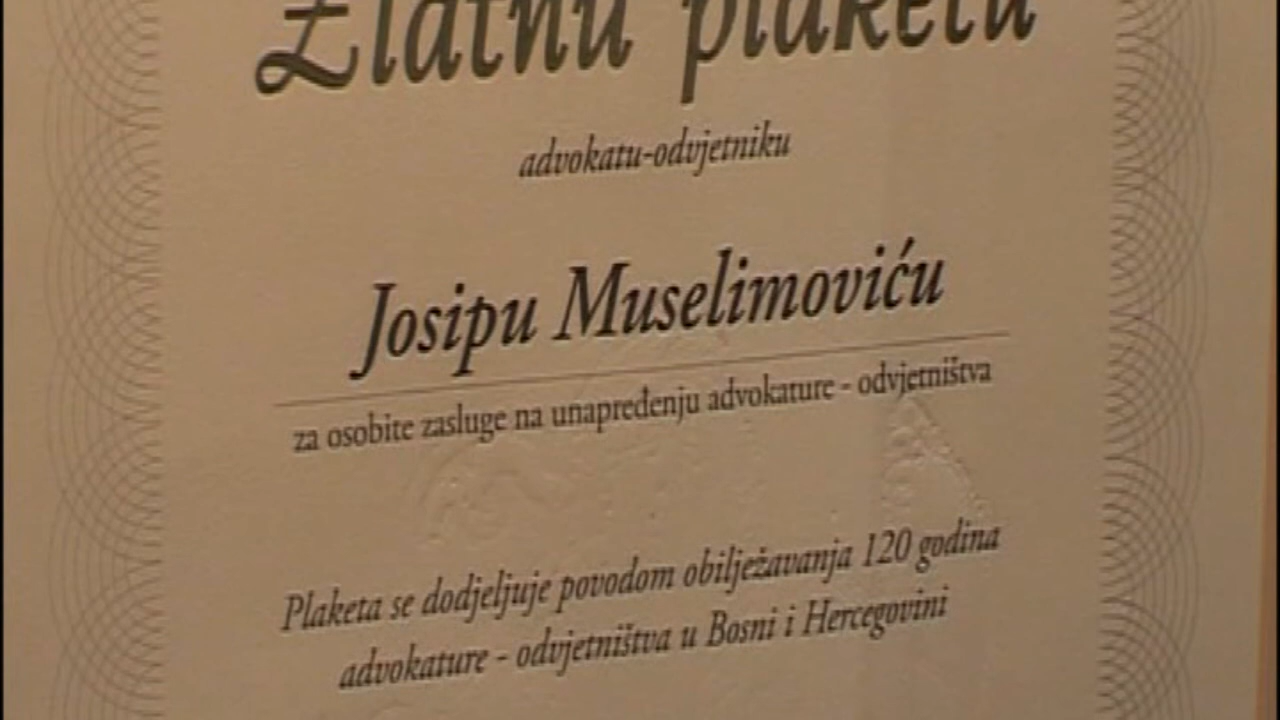 Zlatnu plaketu
advokatu-odvjetniku
Josipu Muselimoviću
za osobite zasluge na unapređenju advokature - odvjetništva
Plaketa se dodjeljuje povodom obilježavanja 120 godina
advokature - odvjetništva u Bosni i Hercegovini